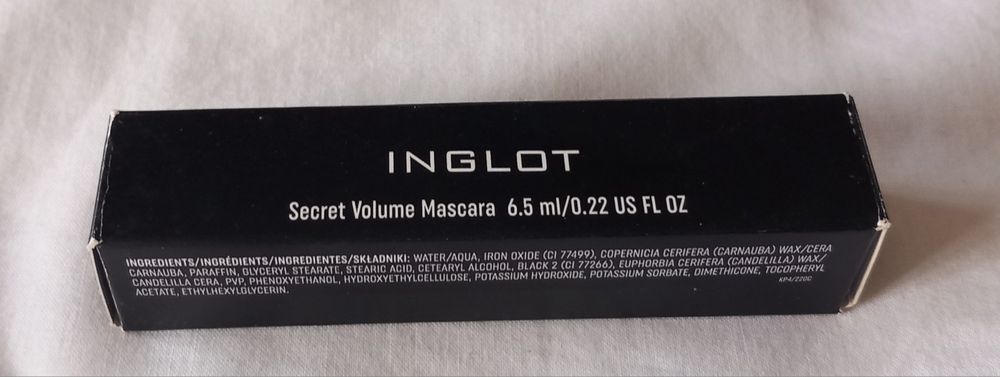 INGLOT
Secret Volume Mascara 6.5 ml/0.22 US FL OZ
INGREDIENTS/INGRÉDIENTS/INGREDIENTES/SKŁADNIKI: WATER/AQUA, IRON OXIDE (CI 77499), COPERNICIA CERIFERA (CARNAUBA) WAX/CERA
CARNAUBA, PARAFFIN, GLYCERYL STEARATE, STEARIC ACID, CETEARYL ALCOHOL, BLACK 2 (CI 77266), EUPHORBIA CERIFERA (CANDELILLA) WAX/
CANDELILLA CERA, PVP, PHENOXYETHANOL, HYDROXYETHYLCELLULOSE, POTASSIUM HYDROXIDE, POTASSIUM SORBATE, DIMETHICONE, TOCOPHERYL
ACETATE, ETHYLHEXYLGLYCERIN.
KP4/220C